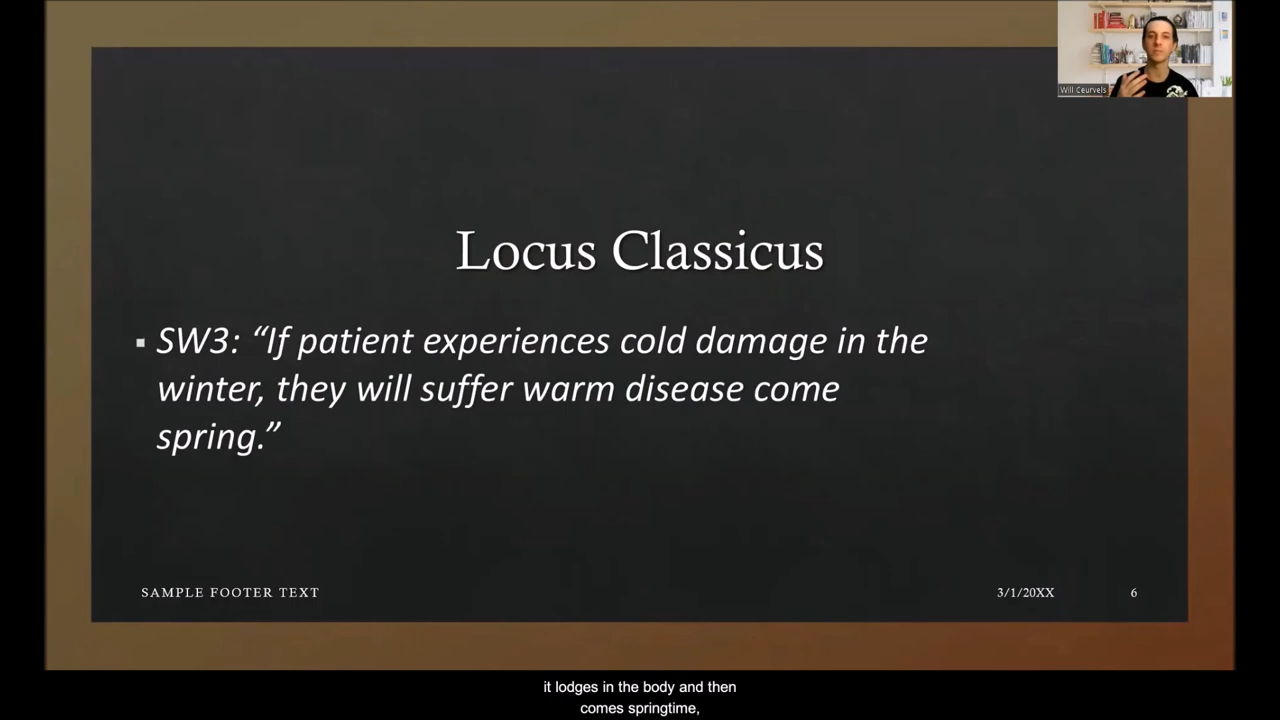 Will Ceurvels
Locus Classicus
▪ SW3: “If patient experiences cold damage in the
winter, they will suffer warm disease come
spring.”
SAMPLE FOOTER TEXT
3/1/20XX
6
it lodges in the body and then
comes springtime,